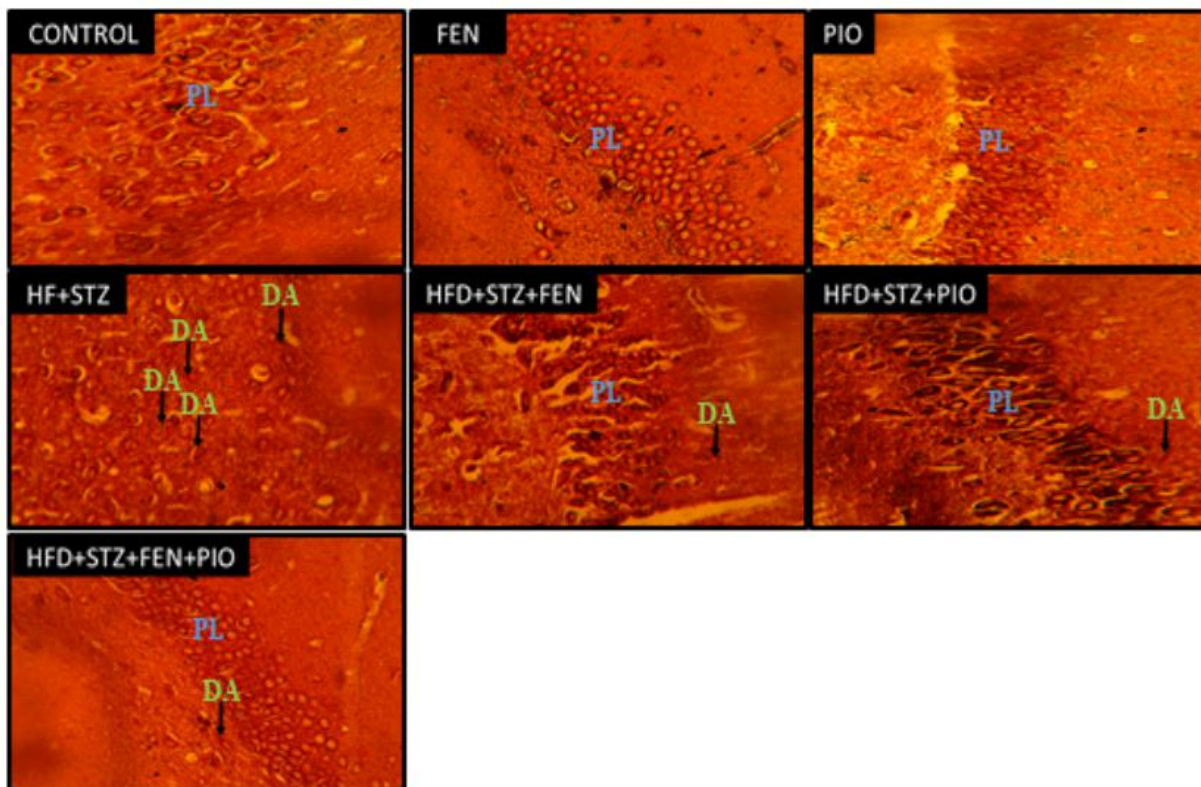 CONTROL
PL
FEN
PL
PIO
PL
HF+STZ
DA
DA
DA
DA
HFD+STZ+FEN
PL
DA
HFD+STZ+PIO
PL
DA
HFD+STZ+FEN+PIO
PL
DA